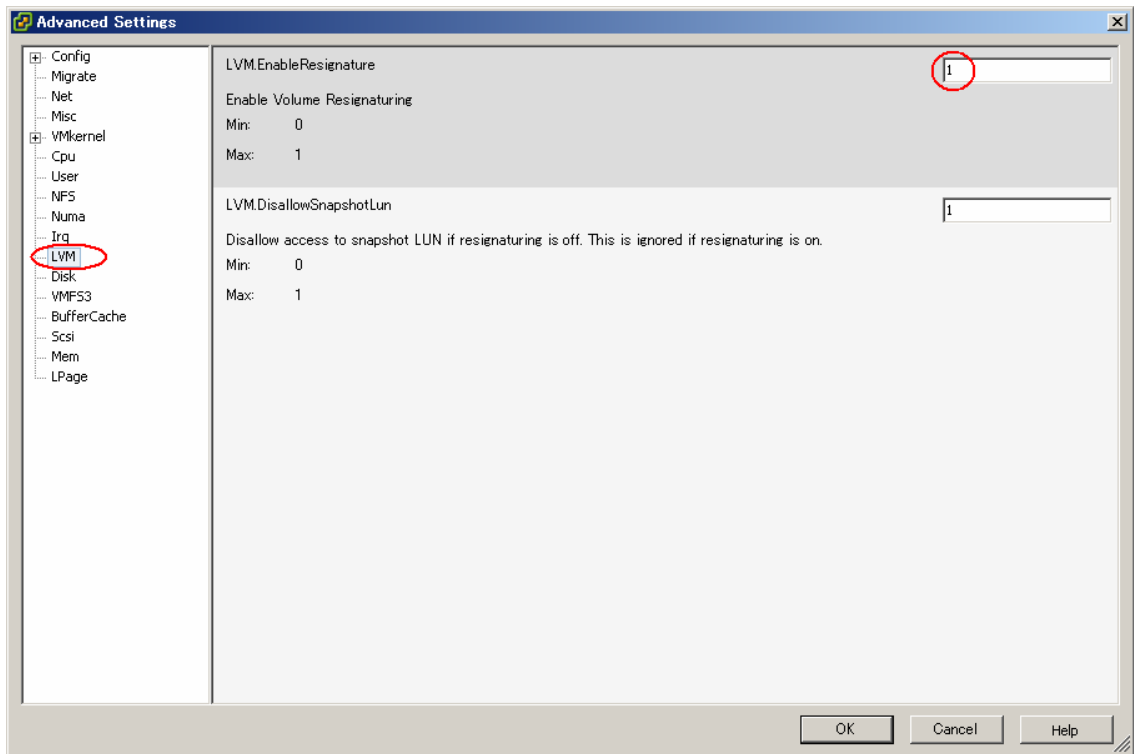 Advanced Settings
Config
Migrate
Net
Misc
VMkernel
Cpu
User
NFS
Numa
Irq
LVM
Disk
VMFS3
BufferCache
Scsi
Mem
LPage
LVM.EnableResignature
1
Enable Volume Resignaturing
Min: 0
Max: 1
LVM.DisallowSnapshotLun
1
Disallow access to snapshot LUN if resignaturing is off. This is ignored if resignaturing is on.
Min: 0
Max: 1
OK
Cancel
Help